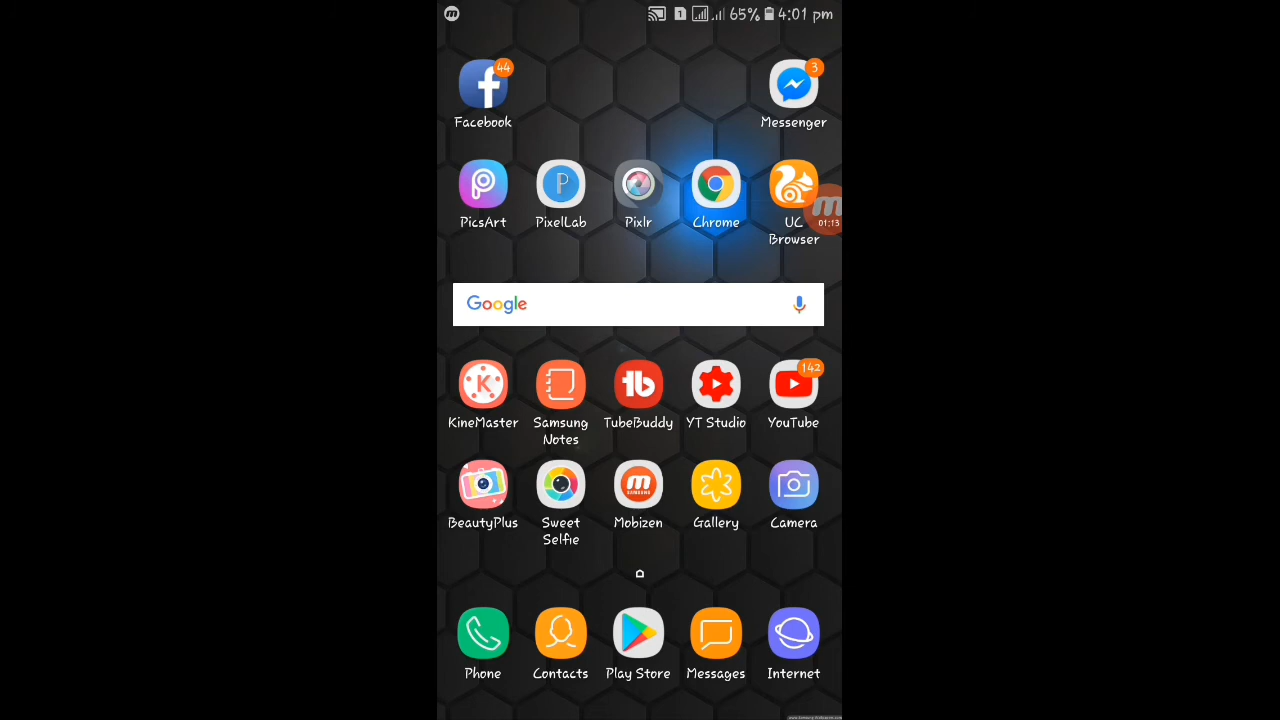 65% 4:01 pm
44
3
Facebook
Messenger
PicsArt
PixelLab
Pixlr
Chrome
UC
Browser
01:13
Google
142
KineMaster
Samsung
Notes
TubeBuddy
YT Studio
YouTube
BeautyPlus
Sweet
Selfie
SAMSUNG
Mobizen
Gallery
Camera
Phone
Contacts
Play Store
Messages
Internet